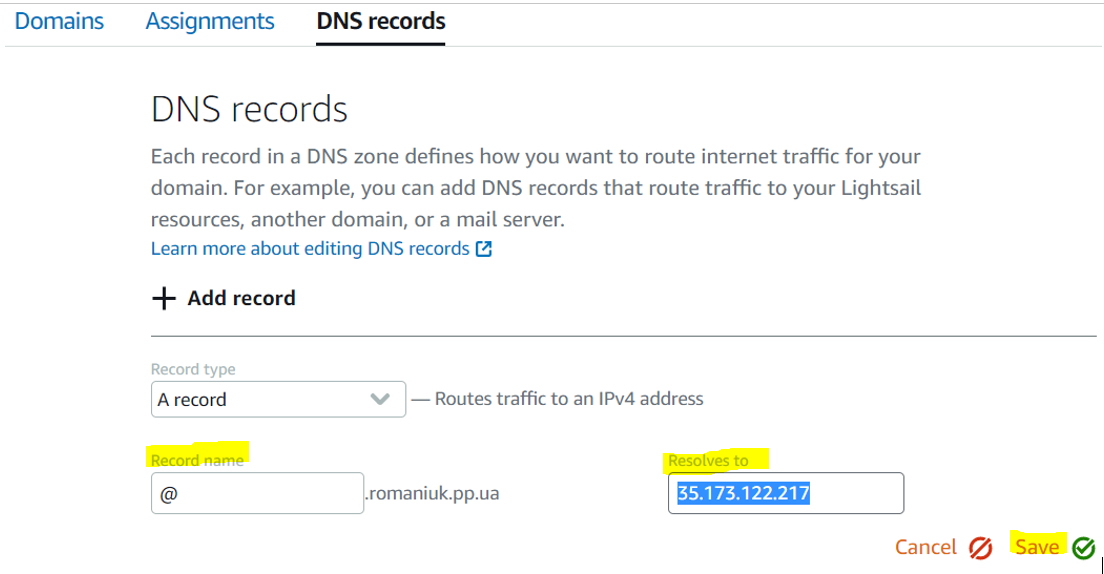 Domains Assignments DNS records
DNS records
Each record in a DNS zone defines how you want to route internet traffic for your
domain. For example, you can add DNS records that route traffic to your Lightsail
resources, another domain, or a mail server.
Learn more about editing DNS records
+ Add record
Record type
A record — Routes traffic to an IPv4 address
Record name Resolves to
@ .romaniuk.pp.ua 35.173.122.217
Cancel Save